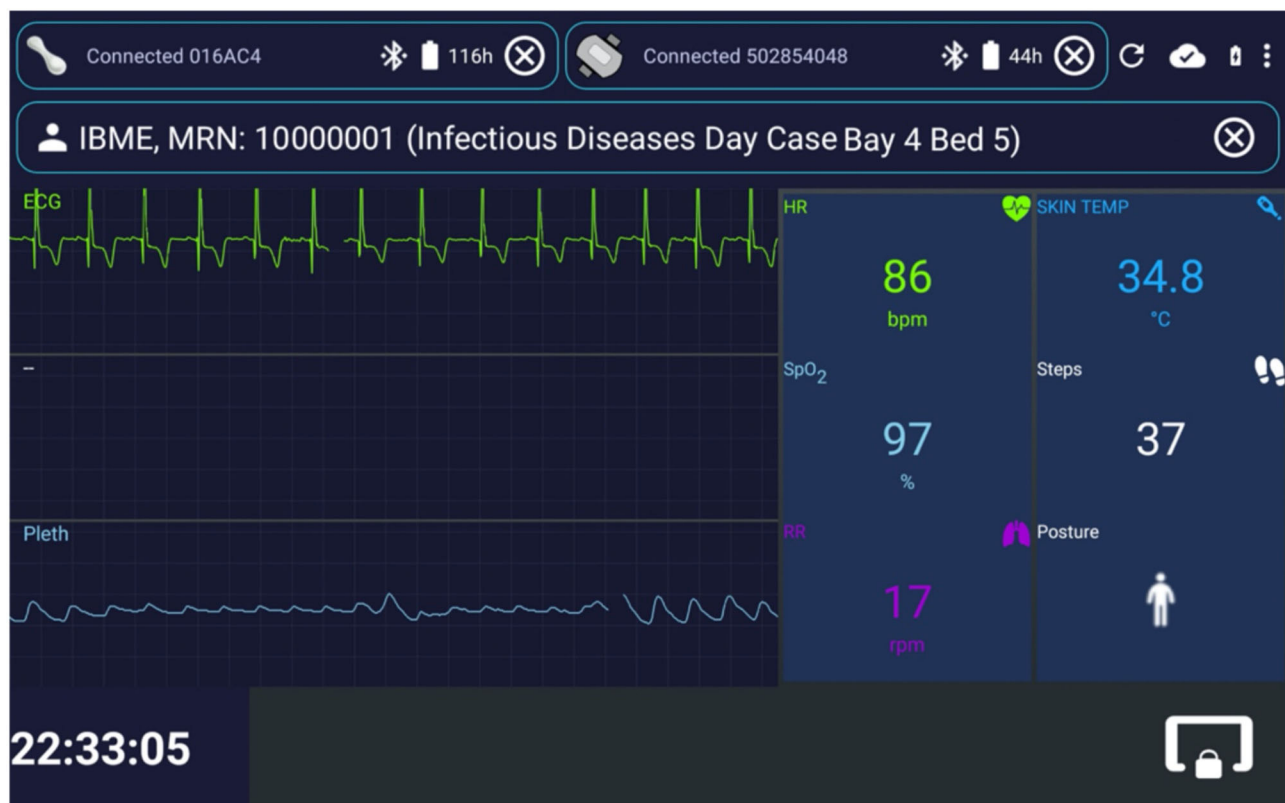 Connected 016AC4 116h
Connected 502854048 44h
IBME, MRN: 10000001 (Infectious Diseases Day Case Bay 4 Bed 5)
ECG
--
Pleth
HR
86
bpm
SKIN TEMP
34.8
°C
SpO2
97
%
Steps
37
RR
17
rpm
Posture
22:33:05